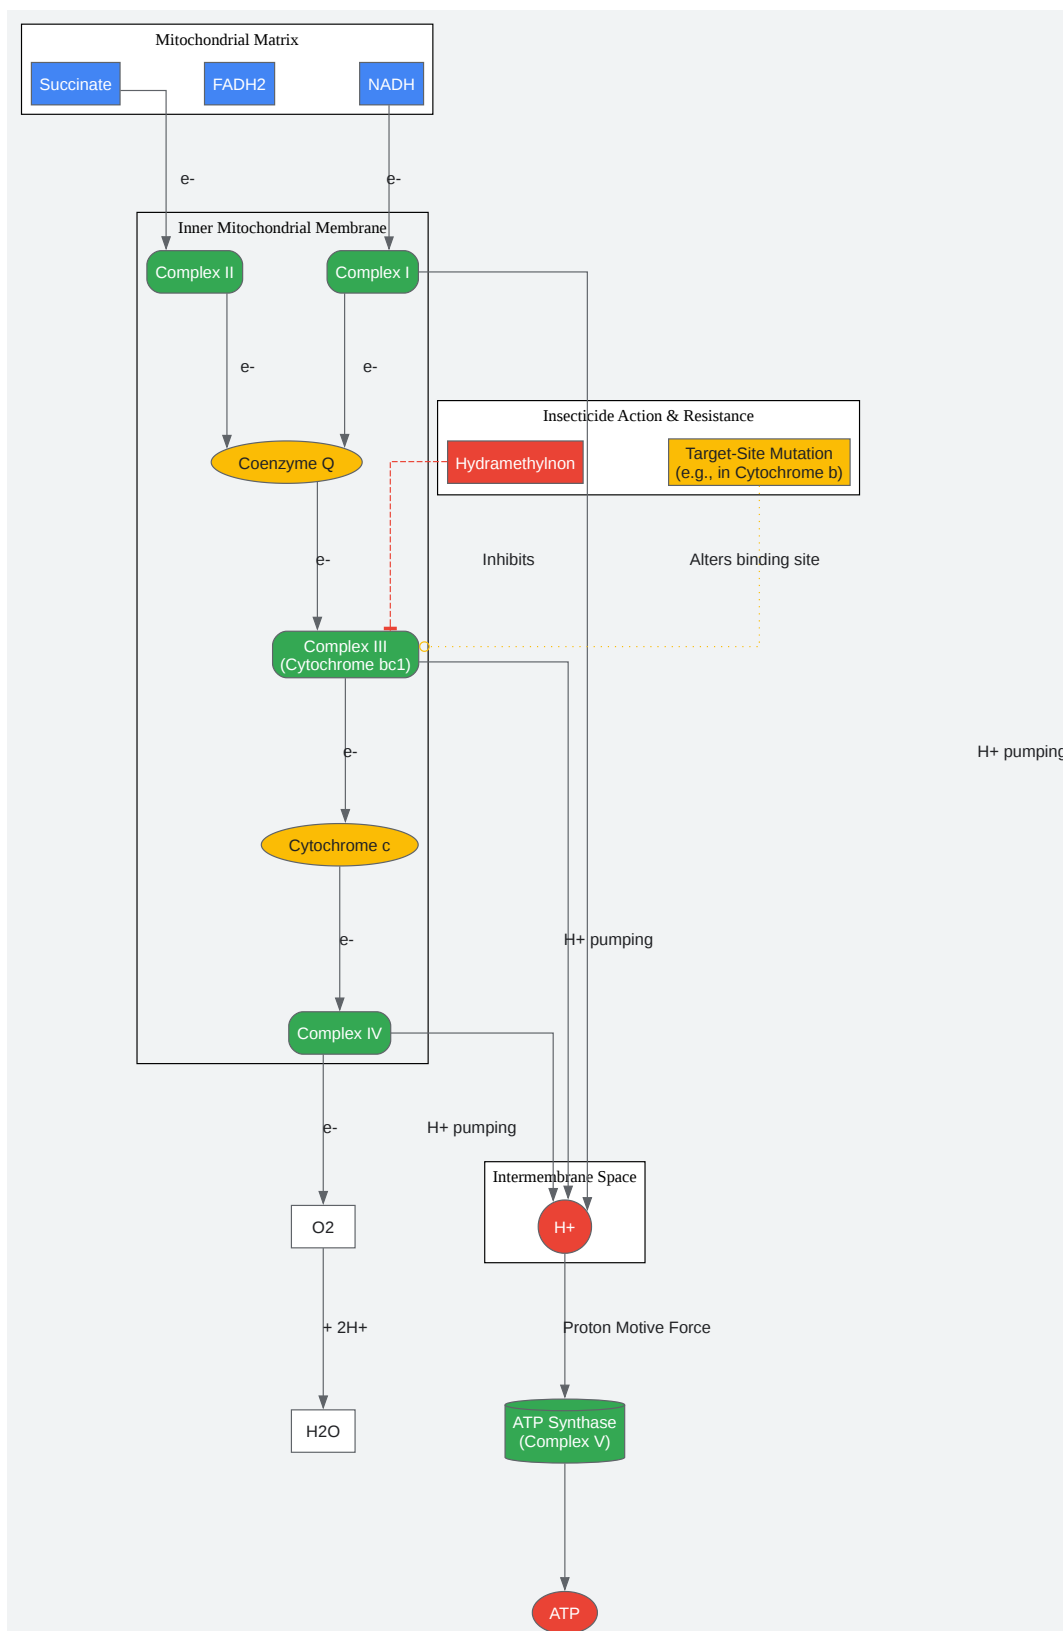 Mitochondrial Matrix
Succinate
FADH2
NADH
e-
e-
Inner Mitochondrial Membrane
Complex II
Complex I
e-
e-
Insecticide Action & Resistance
Coenzyme Q
Hydramethylnon
Target-Site Mutation
(e.g., in Cytochrome b)
e-
Inhibits
Alters binding site
Complex III
(Cytochrome bc1)
e-
H+ pumping
Cytochrome c
e-
H+ pumping
Complex IV
e-
H+ pumping
Intermembrane Space
O2
H+
+ 2H+
Proton Motive Force
H2O
ATP Synthase
(Complex V)
ATP